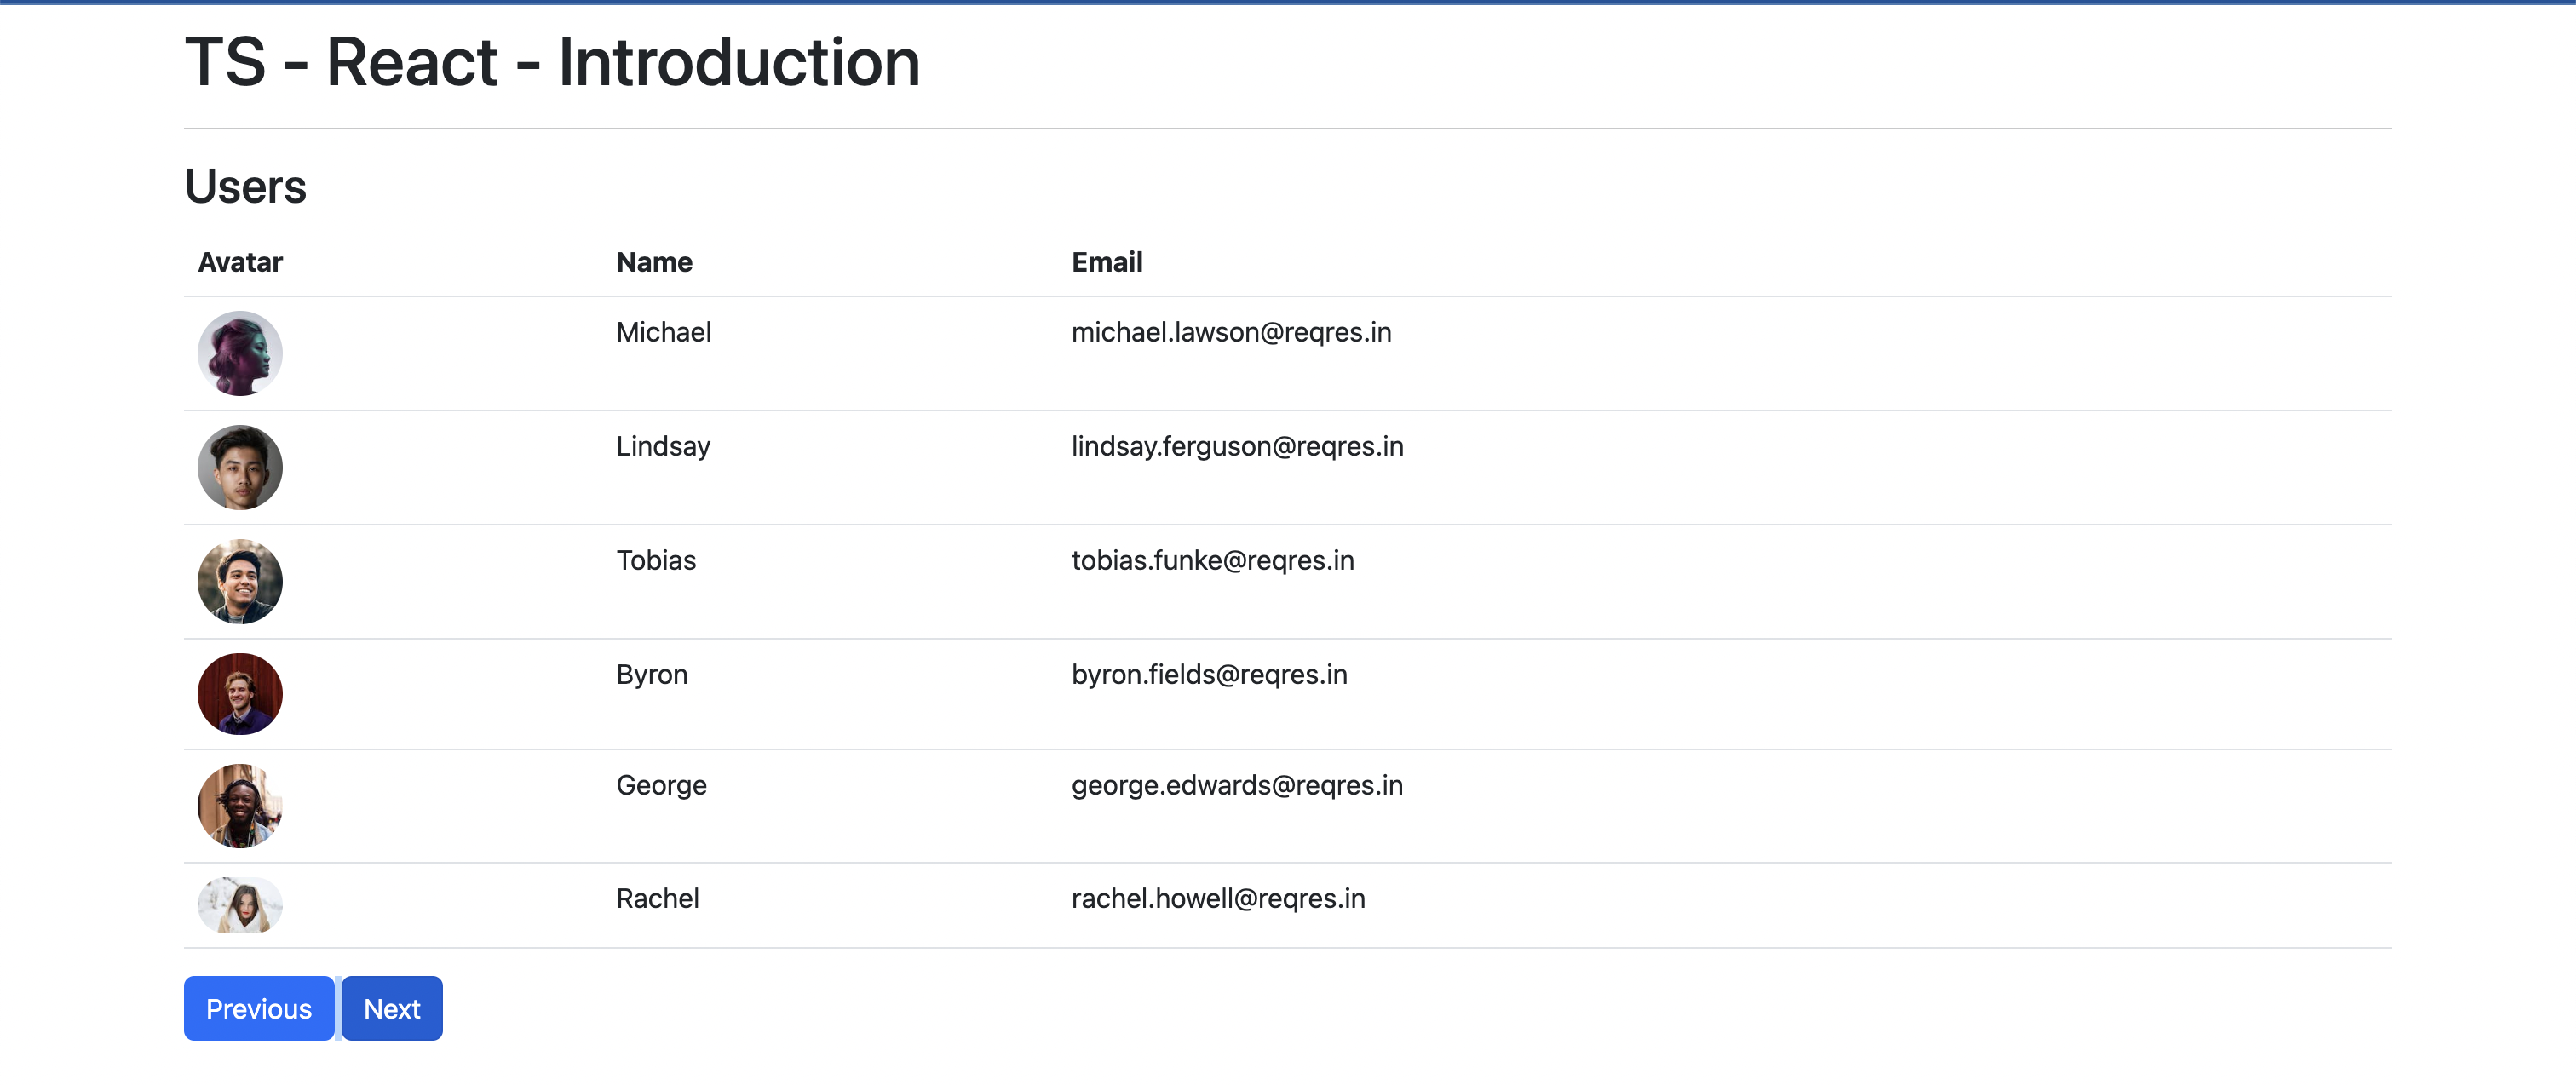 TS - React - Introduction
Users
Avatar Name Email
Michael michael.lawson@reqres.in
Lindsay lindsay.ferguson@reqres.in
Tobias tobias.funke@reqres.in
Byron byron.fields@reqres.in
George george.edwards@reqres.in
Rachel rachel.howell@reqres.in
Previous Next